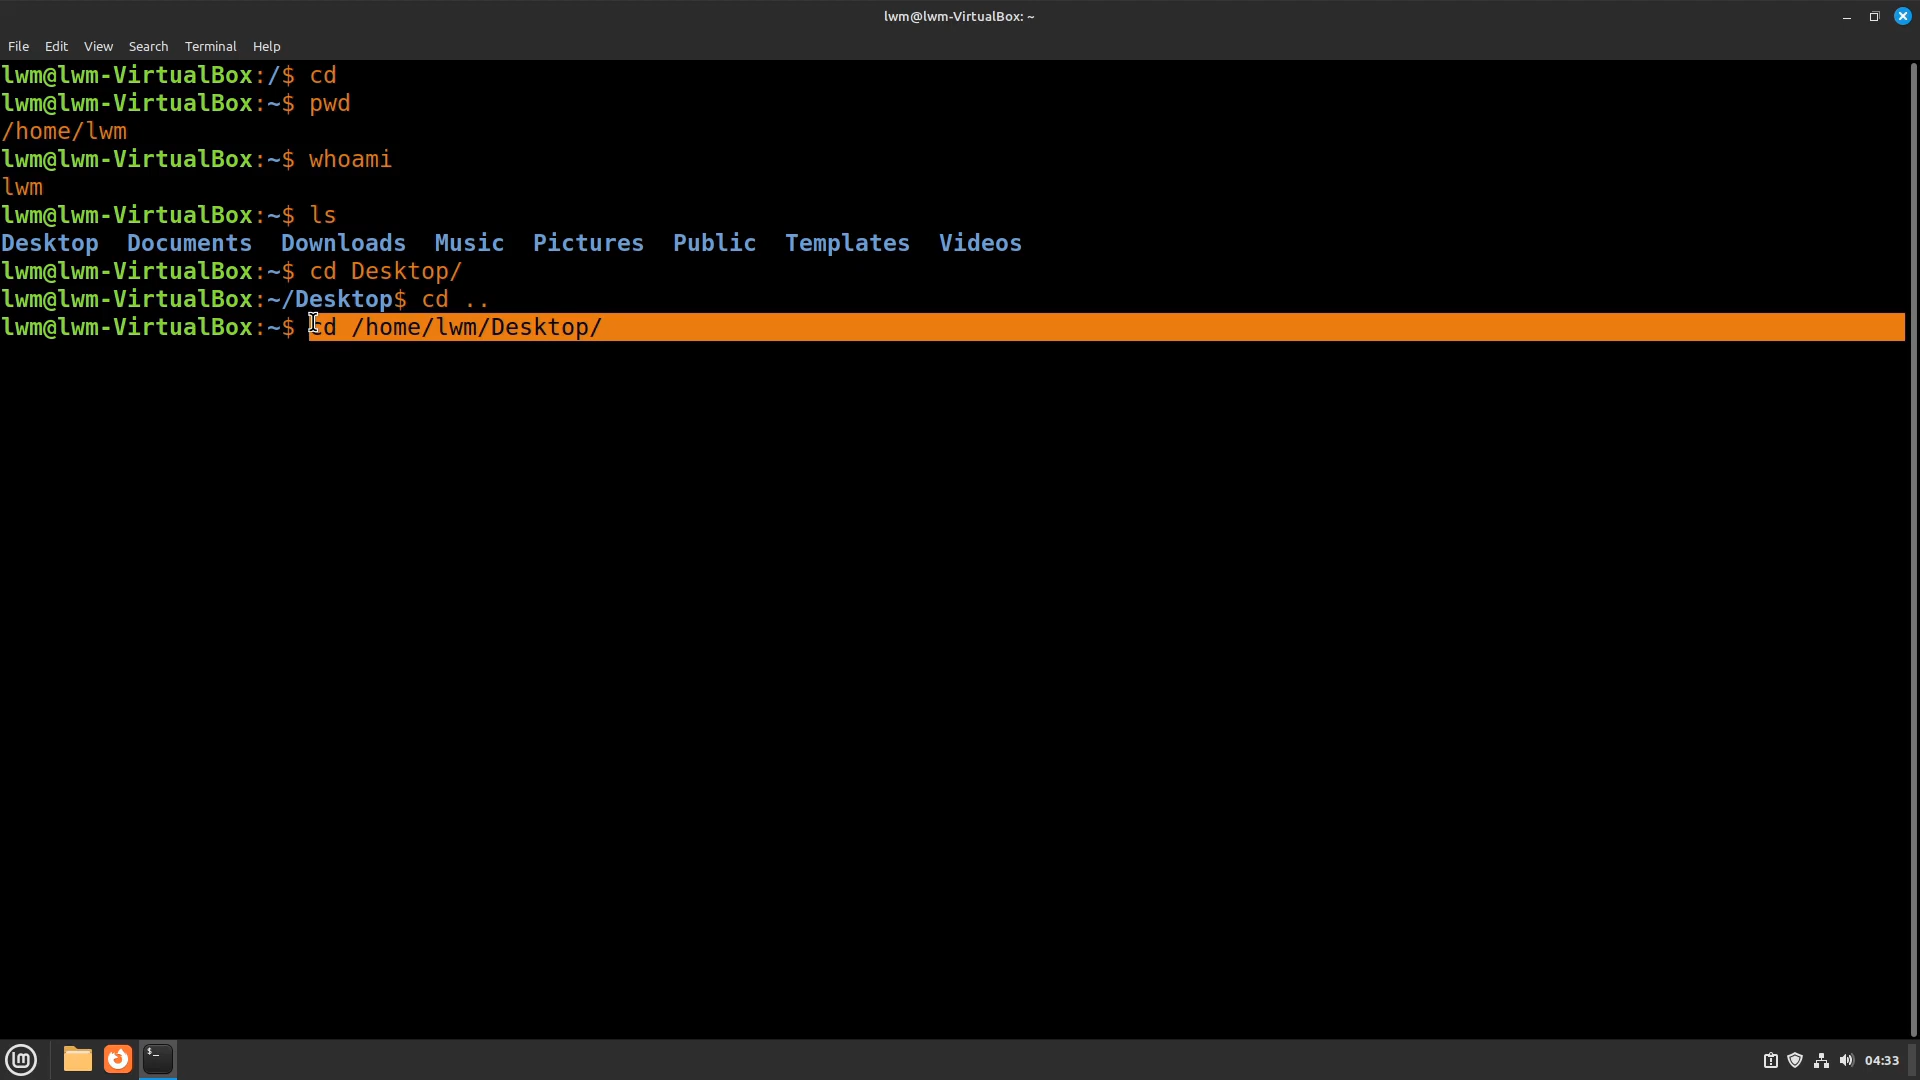 lwm@lwm-VirtualBox: ~
File Edit View Search Terminal Help
lwm@lwm-VirtualBox:/$ cd
lwm@lwm-VirtualBox:~$ pwd
/home/lwm
lwm@lwm-VirtualBox:~$ whoami
lwm
lwm@lwm-VirtualBox:~$ ls
Desktop Documents Downloads Music Pictures Public Templates Videos
lwm@lwm-VirtualBox:~$ cd Desktop/
lwm@lwm-VirtualBox:~/Desktop$ cd ..
lwm@lwm-VirtualBox:~$ cd /home/lwm/Desktop/
04:33